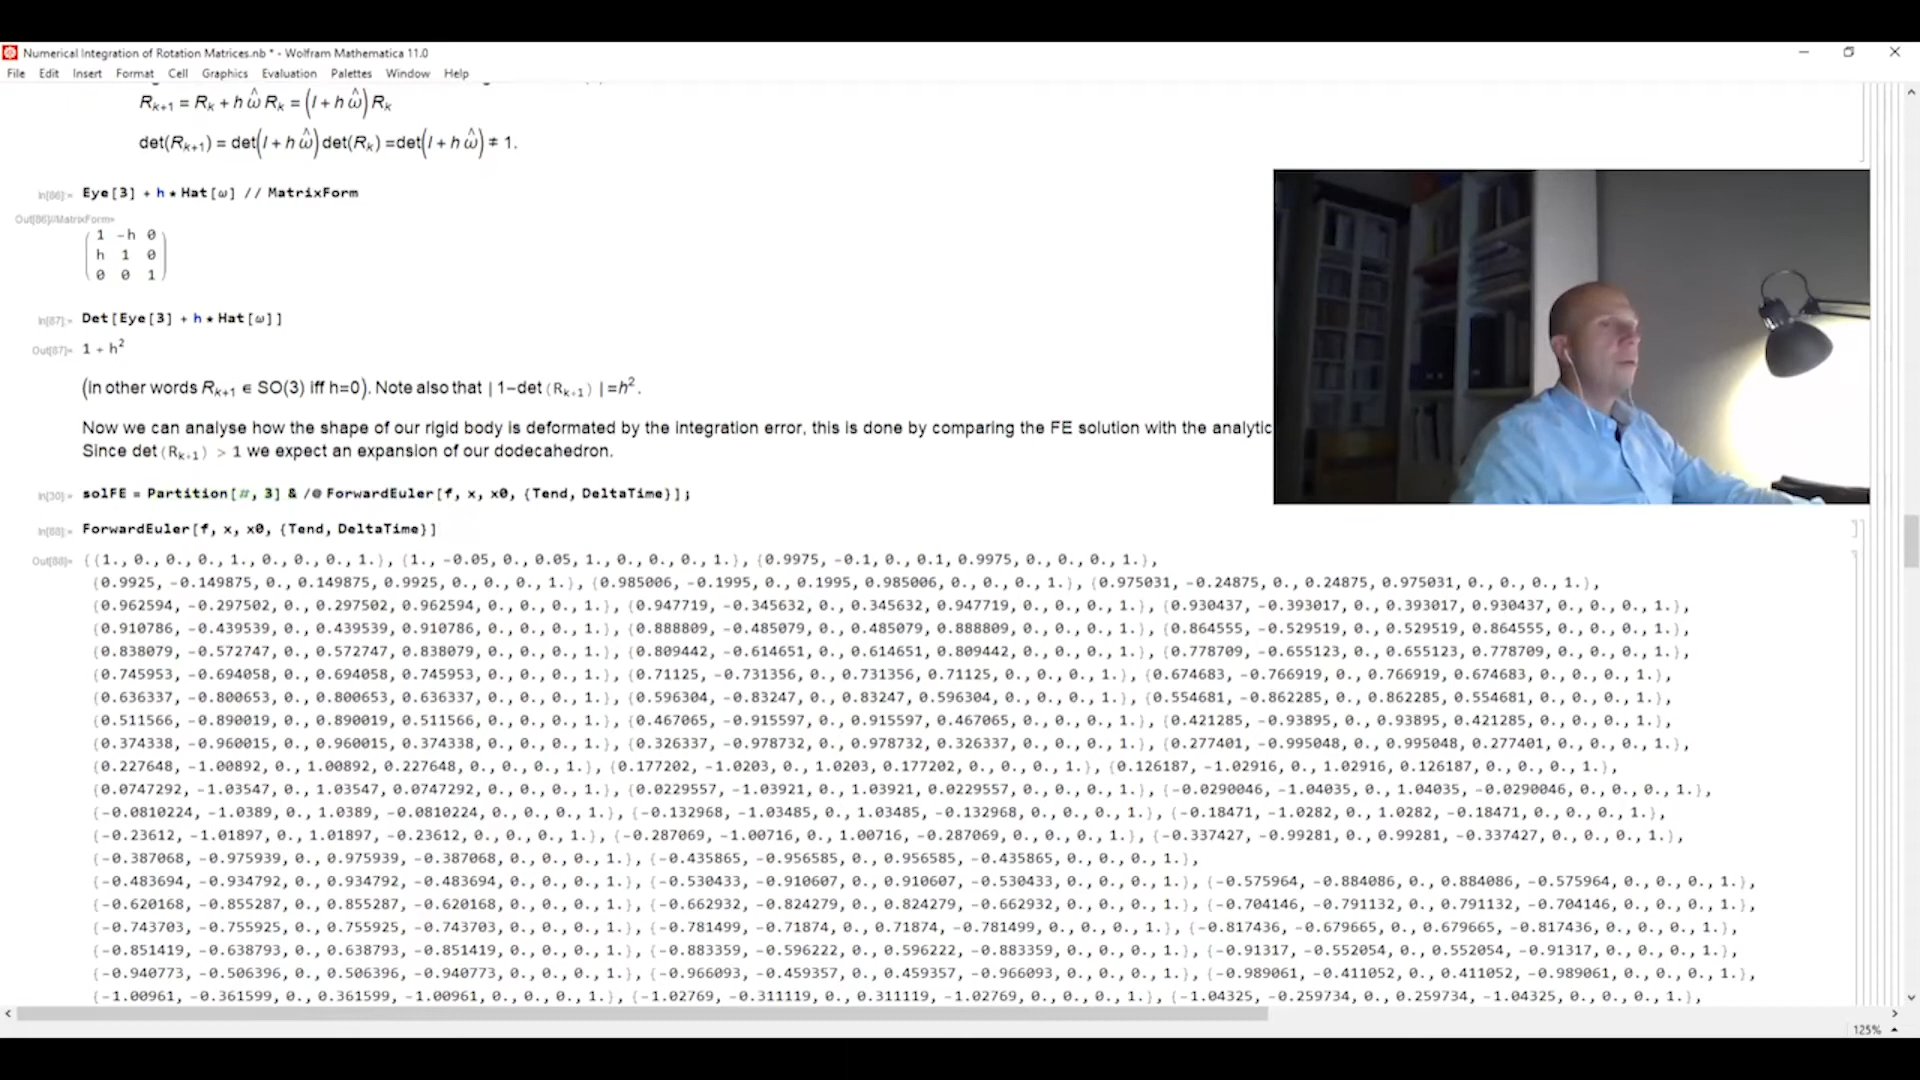 Numerical Integration of Rotation Matrices.nb * - Wolfram Mathematica 11.0
File Edit Insert Format Cell Graphics Evaluation Palettes Window Help
R_{k+1} = R_k + h ω̂ R_k = (I + h ω̂) R_k
det(R_{k+1}) = det(I + h ω̂) det(R_k) =det(I + h ω̂) ≠ 1.
In[86]:= Eye[3] + h * Hat[ω] // MatrixForm
Out[86]//MatrixForm=
1 -h 0
h 1 0
0 0 1
In[87]:= Det[Eye[3] + h * Hat[ω]]
Out[87]= 1 + h²
(in other words R_{k+1} ∈ SO(3) iff h=0). Note also that | 1-det (R_{k+1}) |=h².
Now we can analyse how the shape of our rigid body is deformated by the integration error, this is done by comparing the FE solution with the analytic
Since det (R_{k+1}) > 1 we expect an expansion of our dodecahedron.
In[30]:= solFE = Partition[#, 3] & /@ ForwardEuler[f, x, x0, {Tend, DeltaTime}];
In[88]:= ForwardEuler[f, x, x0, {Tend, DeltaTime}]
Out[88]= {{1., 0., 0., 0., 1., 0., 0., 0., 1.}, {1., -0.05, 0., 0.05, 1., 0., 0., 0., 1.}, {0.9975, -0.1, 0., 0.1, 0.9975, 0., 0., 0., 1.},
{0.9925, -0.149875, 0., 0.149875, 0.9925, 0., 0., 0., 1.}, {0.985006, -0.1995, 0., 0.1995, 0.985006, 0., 0., 0., 1.}, {0.975031, -0.24875, 0., 0.24875, 0.975031, 0., 0., 0., 1.},
{0.962594, -0.297502, 0., 0.297502, 0.962594, 0., 0., 0., 1.}, {0.947719, -0.345632, 0., 0.345632, 0.947719, 0., 0., 0., 1.}, {0.930437, -0.393017, 0., 0.393017, 0.930437, 0., 0., 0., 1.},
{0.910786, -0.439539, 0., 0.439539, 0.910786, 0., 0., 0., 1.}, {0.888809, -0.485079, 0., 0.485079, 0.888809, 0., 0., 0., 1.}, {0.864555, -0.529519, 0., 0.529519, 0.864555, 0., 0., 0., 1.},
{0.838079, -0.572747, 0., 0.572747, 0.838079, 0., 0., 0., 1.}, {0.809442, -0.614651, 0., 0.614651, 0.809442, 0., 0., 0., 1.}, {0.778709, -0.655123, 0., 0.655123, 0.778709, 0., 0., 0., 1.},
{0.745953, -0.694058, 0., 0.694058, 0.745953, 0., 0., 0., 1.}, {0.71125, -0.731356, 0., 0.731356, 0.71125, 0., 0., 0., 1.}, {0.674683, -0.766919, 0., 0.766919, 0.674683, 0., 0., 0., 1.},
{0.636337, -0.800653, 0., 0.800653, 0.636337, 0., 0., 0., 1.}, {0.596304, -0.83247, 0., 0.83247, 0.596304, 0., 0., 0., 1.}, {0.554681, -0.862285, 0., 0.862285, 0.554681, 0., 0., 0., 1.},
{0.511566, -0.890019, 0., 0.890019, 0.511566, 0., 0., 0., 1.}, {0.467065, -0.915597, 0., 0.915597, 0.467065, 0., 0., 0., 1.}, {0.421285, -0.93895, 0., 0.93895, 0.421285, 0., 0., 0., 1.},
{0.374338, -0.960015, 0., 0.960015, 0.374338, 0., 0., 0., 1.}, {0.326337, -0.978732, 0., 0.978732, 0.326337, 0., 0., 0., 1.}, {0.277401, -0.995048, 0., 0.995048, 0.277401, 0., 0., 0., 1.},
{0.227648, -1.00892, 0., 1.00892, 0.227648, 0., 0., 0., 1.}, {0.177202, -1.0203, 0., 1.0203, 0.177202, 0., 0., 0., 1.}, {0.126187, -1.02916, 0., 1.02916, 0.126187, 0., 0., 0., 1.},
{0.0747292, -1.03547, 0., 1.03547, 0.0747292, 0., 0., 0., 1.}, {0.0229557, -1.03921, 0., 1.03921, 0.0229557, 0., 0., 0., 1.}, {-0.0290046, -1.04035, 0., 1.04035, -0.0290046, 0., 0., 0., 1.},
{-0.0810224, -1.0389, 0., 1.0389, -0.0810224, 0., 0., 0., 1.}, {-0.132968, -1.03485, 0., 1.03485, -0.132968, 0., 0., 0., 1.}, {-0.18471, -1.0282, 0., 1.0282, -0.18471, 0., 0., 0., 1.},
{-0.23612, -1.01897, 0., 1.01897, -0.23612, 0., 0., 0., 1.}, {-0.287069, -1.00716, 0., 1.00716, -0.287069, 0., 0., 0., 1.}, {-0.337427, -0.99281, 0., 0.99281, -0.337427, 0., 0., 0., 1.},
{-0.387068, -0.975939, 0., 0.975939, -0.387068, 0., 0., 0., 1.}, {-0.435865, -0.956585, 0., 0.956585, -0.435865, 0., 0., 0., 1.},
{-0.483694, -0.934792, 0., 0.934792, -0.483694, 0., 0., 0., 1.}, {-0.530433, -0.910607, 0., 0.910607, -0.530433, 0., 0., 0., 1.}, {-0.575964, -0.884086, 0., 0.884086, -0.575964, 0., 0., 0., 1.},
{-0.620168, -0.855287, 0., 0.855287, -0.620168, 0., 0., 0., 1.}, {-0.662932, -0.824279, 0., 0.824279, -0.662932, 0., 0., 0., 1.}, {-0.704146, -0.791132, 0., 0.791132, -0.704146, 0., 0., 0., 1.},
{-0.743703, -0.755925, 0., 0.755925, -0.743703, 0., 0., 0., 1.}, {-0.781499, -0.71874, 0., 0.71874, -0.781499, 0., 0., 0., 1.}, {-0.817436, -0.679665, 0., 0.679665, -0.817436, 0., 0., 0., 1.},
{-0.851419, -0.638793, 0., 0.638793, -0.851419, 0., 0., 0., 1.}, {-0.883359, -0.596222, 0., 0.596222, -0.883359, 0., 0., 0., 1.}, {-0.91317, -0.552054, 0., 0.552054, -0.91317, 0., 0., 0., 1.},
{-0.940773, -0.506396, 0., 0.506396, -0.940773, 0., 0., 0., 1.}, {-0.966093, -0.459357, 0., 0.459357, -0.966093, 0., 0., 0., 1.}, {-0.989061, -0.411052, 0., 0.411052, -0.989061, 0., 0., 0., 1.},
{-1.00961, -0.361599, 0., 0.361599, -1.00961, 0., 0., 0., 1.}, {-1.02769, -0.311119, 0., 0.311119, -1.02769, 0., 0., 0., 1.}, {-1.04325, -0.259734, 0., 0.259734, -1.04325, 0., 0., 0., 1.},
125%